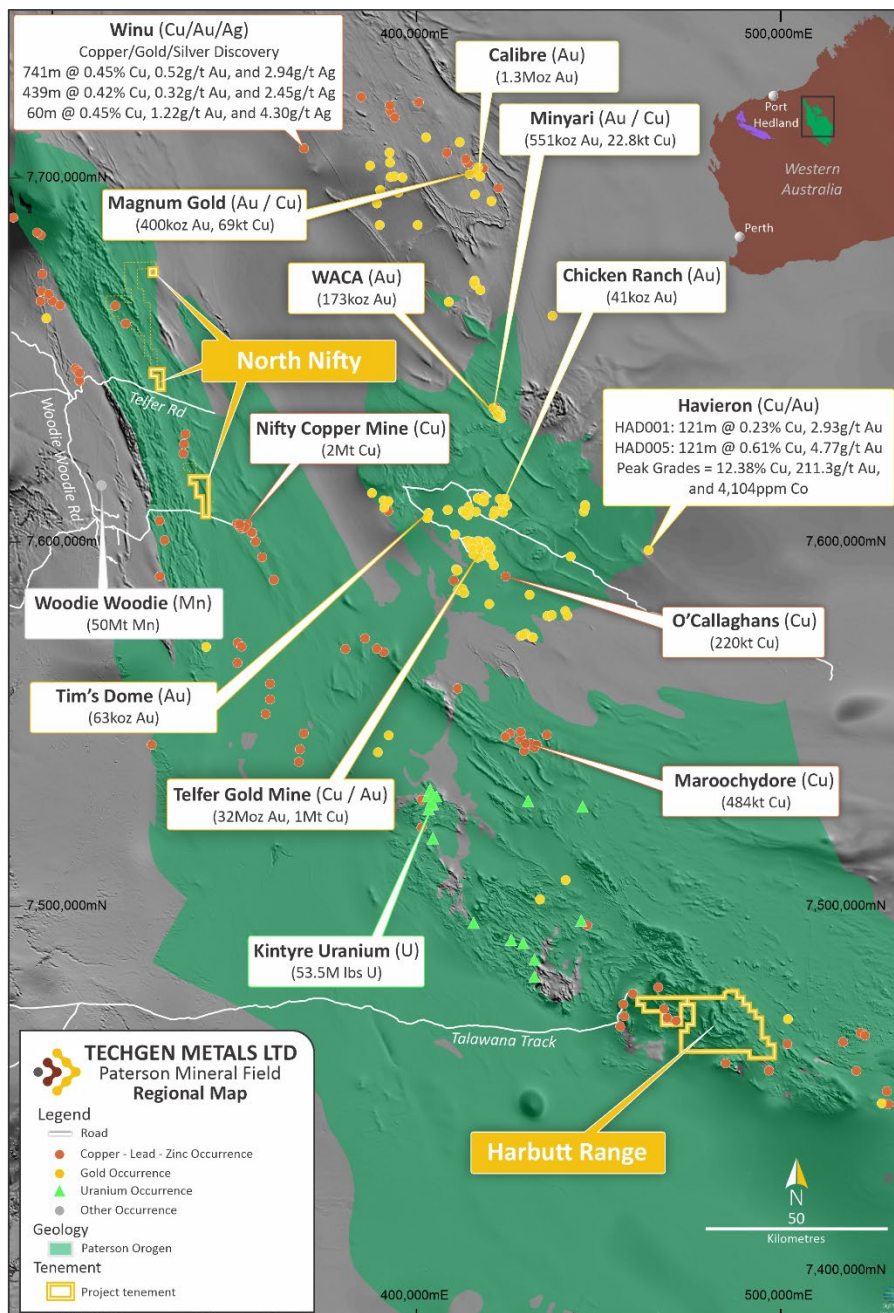 400,000mE
500,000mE
Winu (Cu/Au/Ag)
Copper/Gold/Silver Discovery
741m @ 0.45% Cu, 0.52g/t Au, and 2.94g/t Ag
439m @ 0.42% Cu, 0.32g/t Au, and 2.45g/t Ag
60m @ 0.45% Cu, 1.22g/t Au, and 4.30g/t Ag
Calibre (Au)
(1.3Moz Au)
Minyari (Au / Cu)
(551koz Au, 22.8kt Cu)
Port
Hedland
Western
Australia
Perth
7,700,000mN
Magnum Gold (Au / Cu)
(400koz Au, 69kt Cu)
WACA (Au)
(173koz Au)
Chicken Ranch (Au)
(41koz Au)
North Nifty
Telfer Rd
Woodie Woodie Rd
Nifty Copper Mine (Cu)
(2Mt Cu)
Havieron (Cu/Au)
HAD001: 121m @ 0.23% Cu, 2.93g/t Au
HAD005: 121m @ 0.61% Cu, 4.77g/t Au
Peak Grades = 12.38% Cu, 211.3g/t Au,
and 4,104ppm Co
7,600,000mN
7,600,000mN
Woodie Woodie (Mn)
(50Mt Mn)
O'Callaghans (Cu)
(220kt Cu)
Tim's Dome (Au)
(63koz Au)
Telfer Gold Mine (Cu / Au)
(32Moz Au, 1Mt Cu)
Maroochydore (Cu)
(484kt Cu)
7,500,000mN
7,500,000mN
Kintyre Uranium (U)
(53.5M lbs U)
Talawana Track
Harbutt Range
TECHGEN METALS LTD
Paterson Mineral Field
Regional Map
Legend
Road
Copper - Lead - Zinc Occurrence
Gold Occurrence
Uranium Occurrence
Other Occurrence
Geology
Paterson Orogen
Tenement
Project tenement
N
50
Kilometres
7,400,000mN
400,000mE
500,000mE